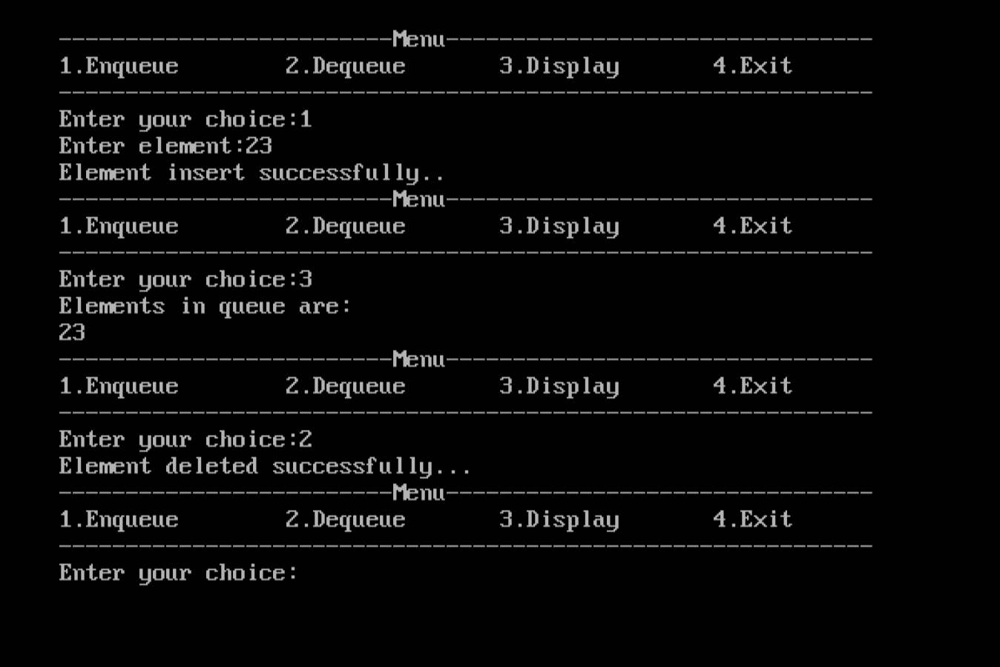 -------------------------Menu--------------------------------
1.Enqueue        2.Dequeue       3.Display       4.Exit
-------------------------------------------------------------
Enter your choice:1
Enter element:23
Element insert successfully..
-------------------------Menu--------------------------------
1.Enqueue        2.Dequeue       3.Display       4.Exit
-------------------------------------------------------------
Enter your choice:3
Elements in queue are:
23
-------------------------Menu--------------------------------
1.Enqueue        2.Dequeue       3.Display       4.Exit
-------------------------------------------------------------
Enter your choice:2
Element deleted successfully...
-------------------------Menu--------------------------------
1.Enqueue        2.Dequeue       3.Display       4.Exit
-------------------------------------------------------------
Enter your choice: